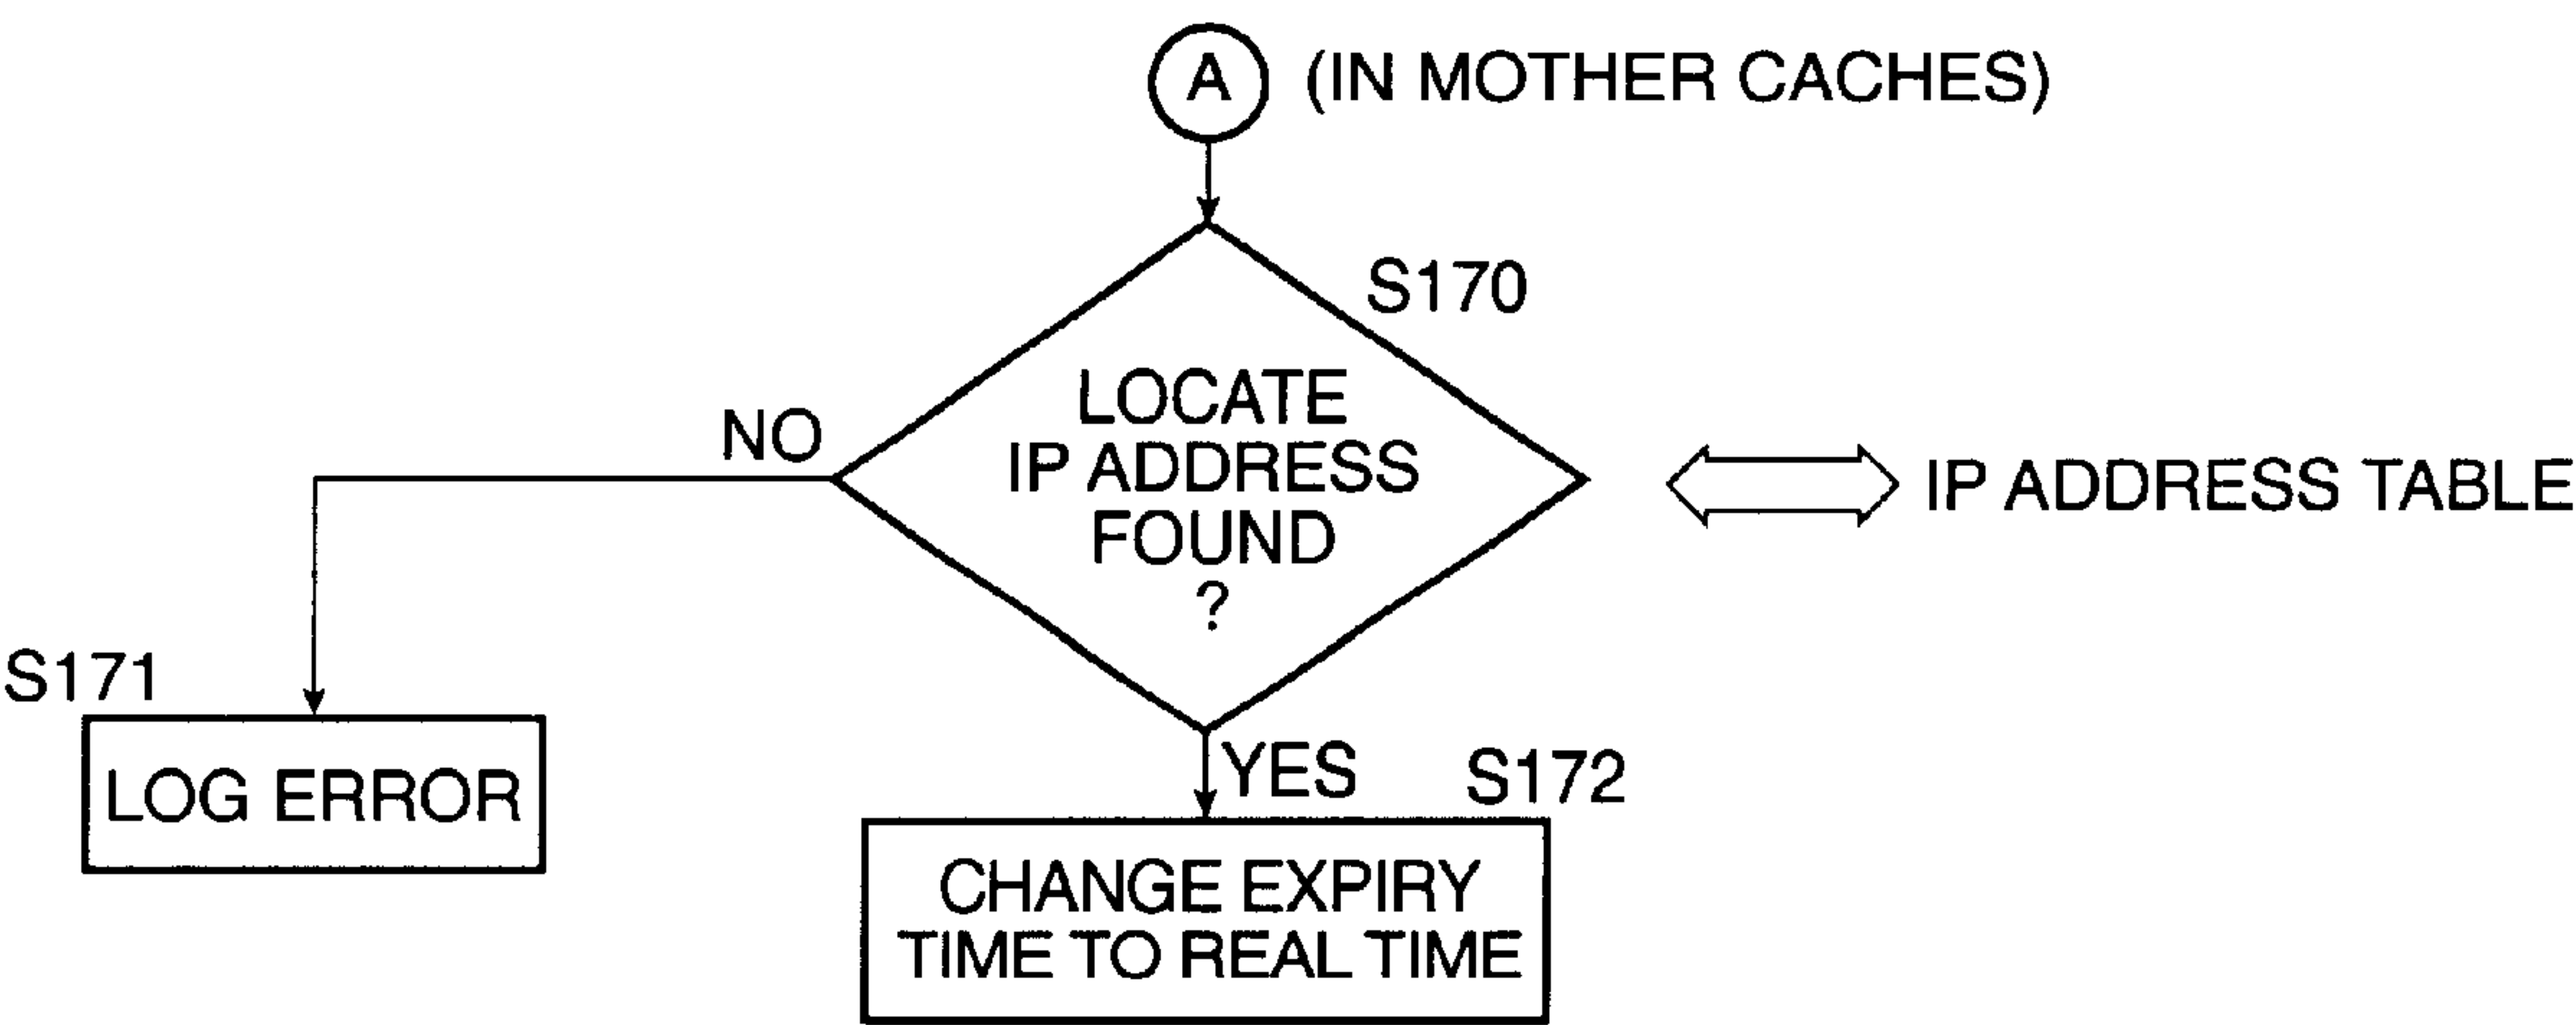 A (IN MOTHER CACHES)
S170
LOCATE
IP ADDRESS
FOUND
?
NO
IP ADDRESS TABLE
S171
LOG ERROR
YES
S172
CHANGE EXPIRY
TIME TO REAL TIME